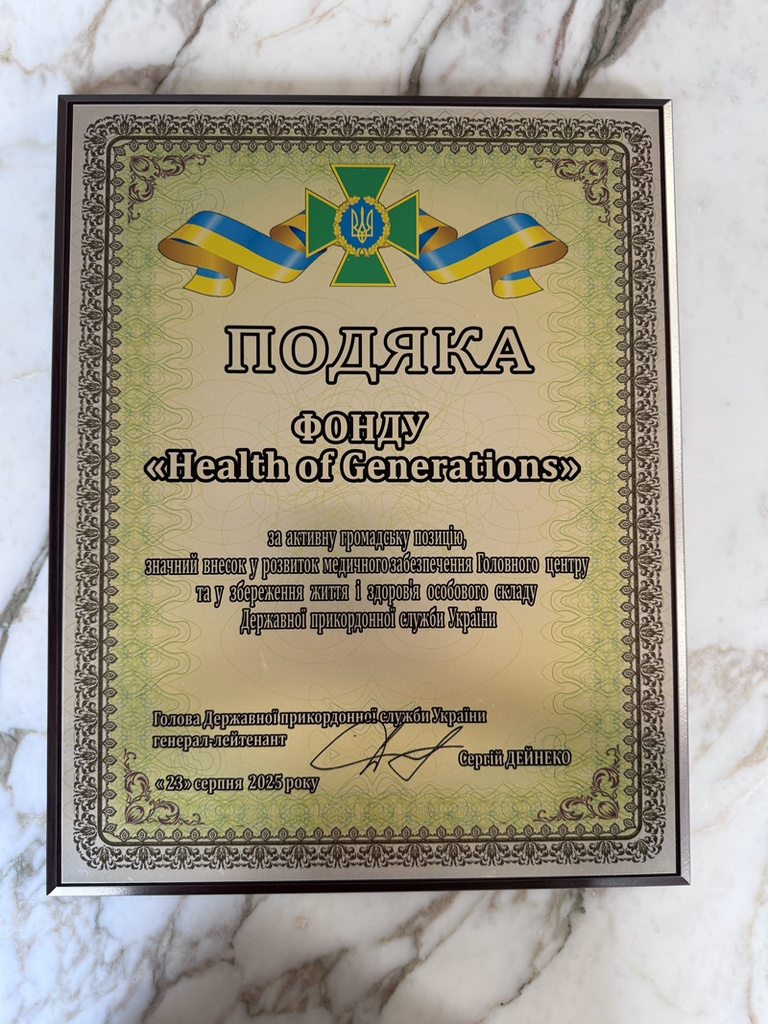 ПОДЯКА
ФОНДУ
«Health of Generations»
за активну громадську позицію,
значний внесок у розвиток медичного забезпечення Головного центру
та у збереження життя і здоров'я особового складу
Державної прикордонної служби України
Голова Державної прикордонної служби України
генерал-лейтенант
Сергій ДЕЙНЕКО
«23» серпня 2025 року